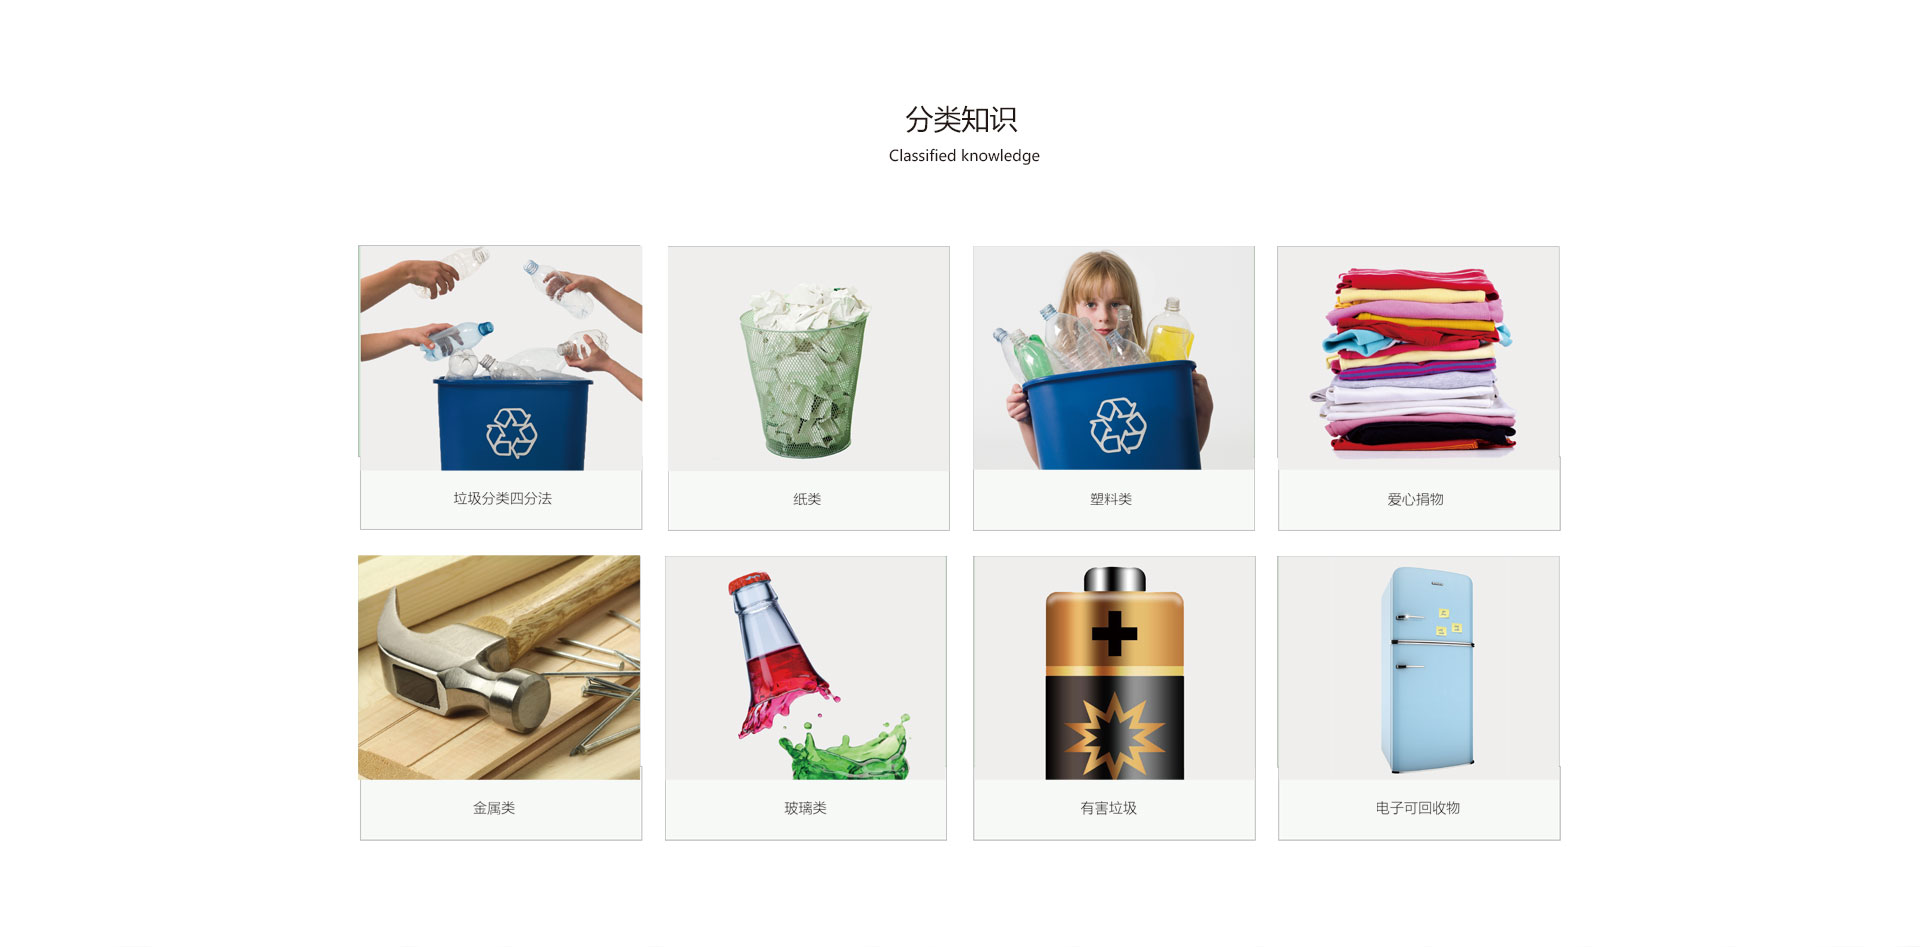 分类知识
Classified knowledge
垃圾分类四分法
纸类
塑料类
爱心捐物
金属类
玻璃类
有害垃圾
电子可回收物